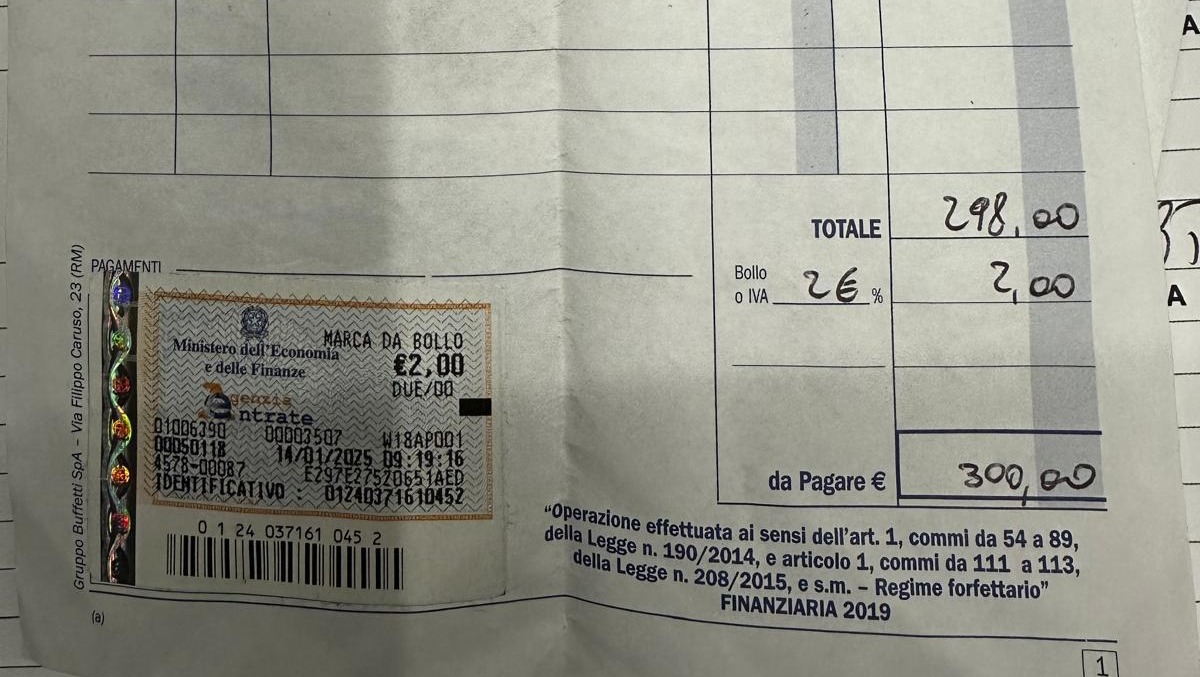 TOTALE 298,00
Bollo
o IVA 2€ % 2,00
da Pagare € 300,00
PAGAMENTI
Ministero dell'Economia
e delle Finanze
MARCA DA BOLLO
€2,00
DUE/00
agenzia
entrate
01006390 00003507 W18AP001
00050118 14/01/2025 09:19:16
4578-00087 E297E27520651AED
IDENTIFICATIVO : 01240371610452
0 1 24 037161 045 2
"Operazione effettuata ai sensi dell'art. 1, commi da 54 a 89,
della Legge n. 190/2014, e articolo 1, commi da 111 a 113,
della Legge n. 208/2015, e s.m. – Regime forfettario"
FINANZIARIA 2019
Gruppo Buffetti SpA – Via Filippo Caruso, 23 (RM)
(a)
1
A
A